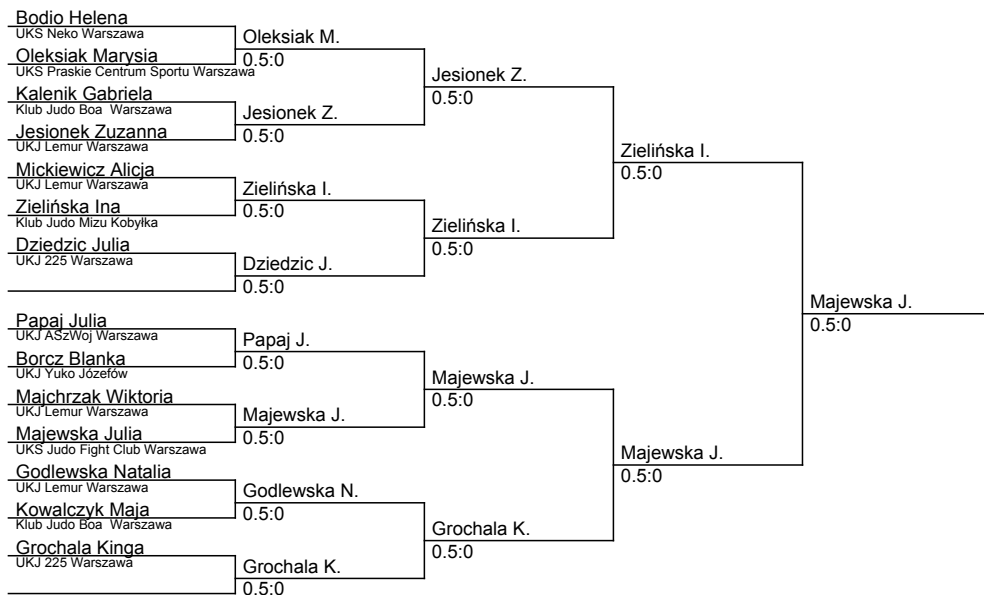 Bodio Helena
UKS Neko Warszawa
Oleksiak Marysia
UKS Praskie Centrum Sportu Warszawa
Kalenik Gabriela
Klub Judo Boa  Warszawa
Jesionek Zuzanna
UKJ Lemur Warszawa
Mickiewicz Alicja
UKJ Lemur Warszawa
Zielińska Ina
Klub Judo Mizu Kobyłka
Dziedzic Julia
UKJ 225 Warszawa
Papaj Julia
UKJ ASzWoj Warszawa
Borcz Blanka
UKJ Yuko Józefów
Majchrzak Wiktoria
UKJ Lemur Warszawa
Majewska Julia
UKS Judo Fight Club Warszawa
Godlewska Natalia
UKJ Lemur Warszawa
Kowalczyk Maja
Klub Judo Boa  Warszawa
Grochala Kinga
UKJ 225 Warszawa
Oleksiak M.
0.5:0
Jesionek Z.
0.5:0
Zielińska I.
0.5:0
Dziedzic J.
0.5:0
Papaj J.
0.5:0
Majewska J.
0.5:0
Godlewska N.
0.5:0
Grochala K.
0.5:0
Jesionek Z.
0.5:0
Zielińska I.
0.5:0
Majewska J.
0.5:0
Grochala K.
0.5:0
Zielińska I.
0.5:0
Majewska J.
0.5:0
Majewska J.
0.5:0